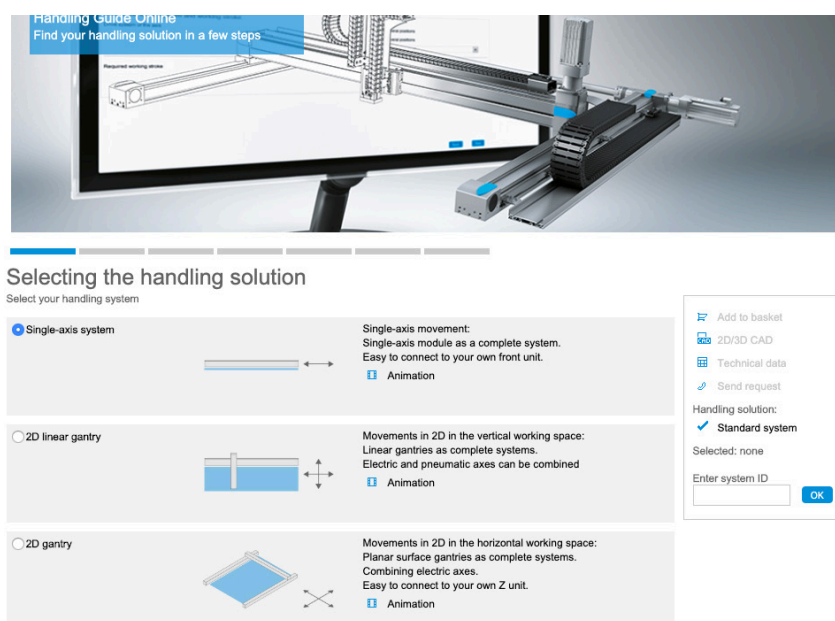 Handling Guide Online
Find your handling solution in a few steps
Required working stroke
Selecting the handling solution
Select your handling system
Single-axis system
Single-axis movement:
Single-axis module as a complete system.
Easy to connect to your own front unit.
Animation
2D linear gantry
Movements in 2D in the vertical working space:
Linear gantries as complete systems.
Electric and pneumatic axes can be combined
Animation
2D gantry
Movements in 2D in the horizontal working space:
Planar surface gantries as complete systems.
Combining electric axes.
Easy to connect to your own Z unit.
Animation
Add to basket
2D/3D CAD
Technical data
Send request
Handling solution:
Standard system
Selected: none
Enter system ID
OK